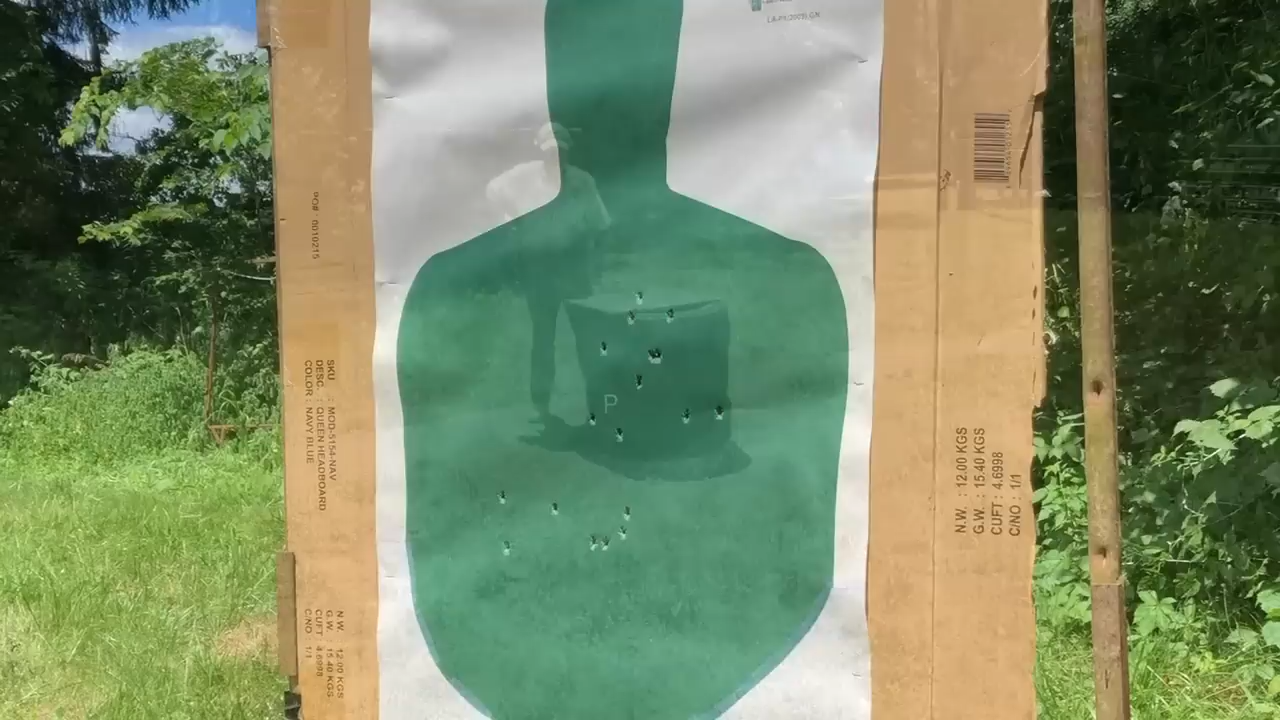 PO# : 0010215
SKU : MOD-5154-NAV
DESC. : QUEEN HEADBOARD
COLOR : NAVY BLUE
N.W. : 12.00 KGS
G.W. : 15.40 KGS
CUFT : 4.6998
C/NO : 1/1
P
N.W. : 12.00 KGS
G.W. : 15.40 KGS
CUFT : 4.6998
C/NO : 1/1